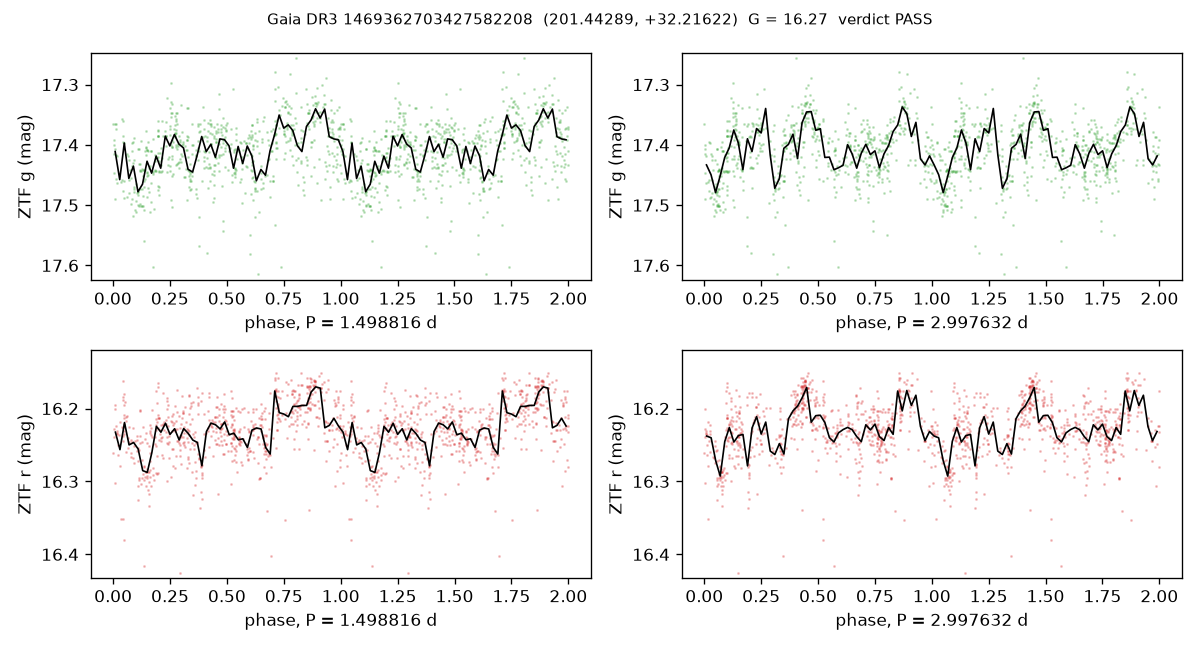 Gaia DR3 1469362703427582208 (201.44289, +32.21622) G = 16.27 verdict PASS
17.3
17.4
17.5
17.6
ZTF g (mag)
0.00 0.25 0.50 0.75 1.00 1.25 1.50 1.75 2.00
phase, P = 1.498816 d
17.3
17.4
17.5
17.6
ZTF g (mag)
0.00 0.25 0.50 0.75 1.00 1.25 1.50 1.75 2.00
phase, P = 2.997632 d
16.2
16.3
16.4
ZTF r (mag)
0.00 0.25 0.50 0.75 1.00 1.25 1.50 1.75 2.00
phase, P = 1.498816 d
16.2
16.3
16.4
ZTF r (mag)
0.00 0.25 0.50 0.75 1.00 1.25 1.50 1.75 2.00
phase, P = 2.997632 d